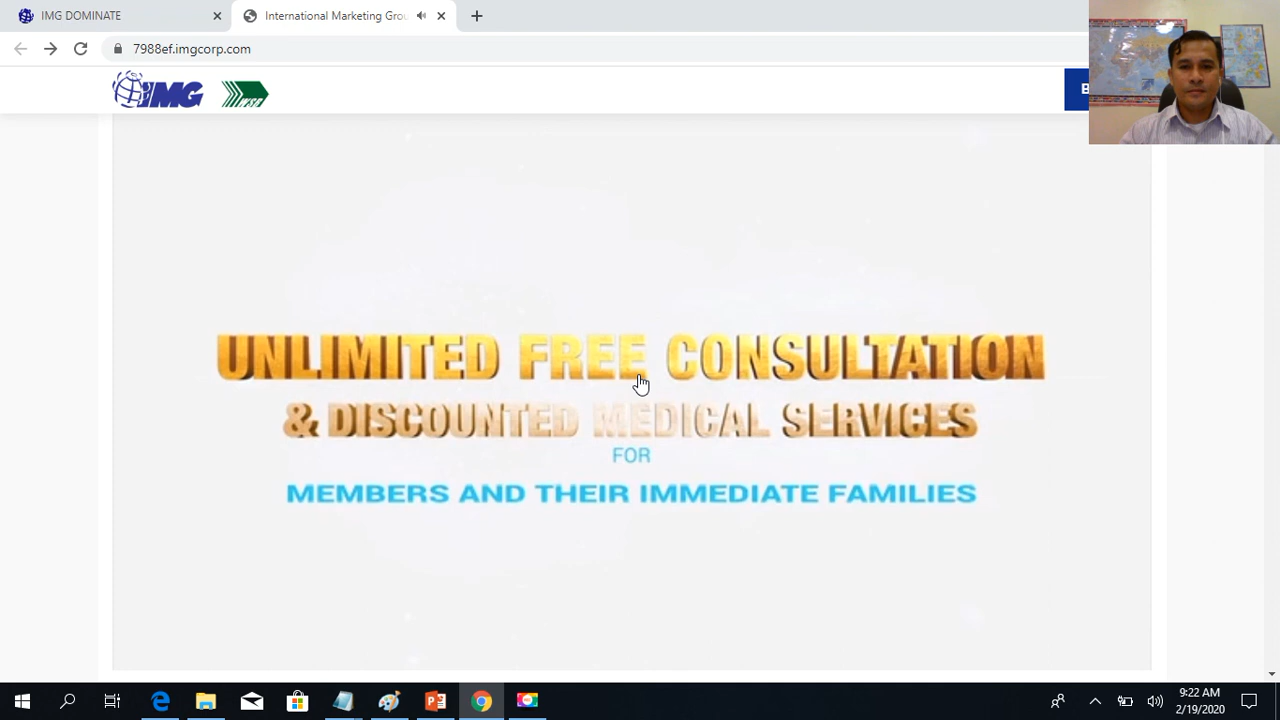 IMG DOMINATE
International Marketing Grou
7988ef.imgcorp.com
IMG
B
UNLIMITED FREE CONSULTATION
& DISCOUNTED MEDICAL SERVICES
FOR
MEMBERS AND THEIR IMMEDIATE FAMILIES
9:22 AM
2/19/2020